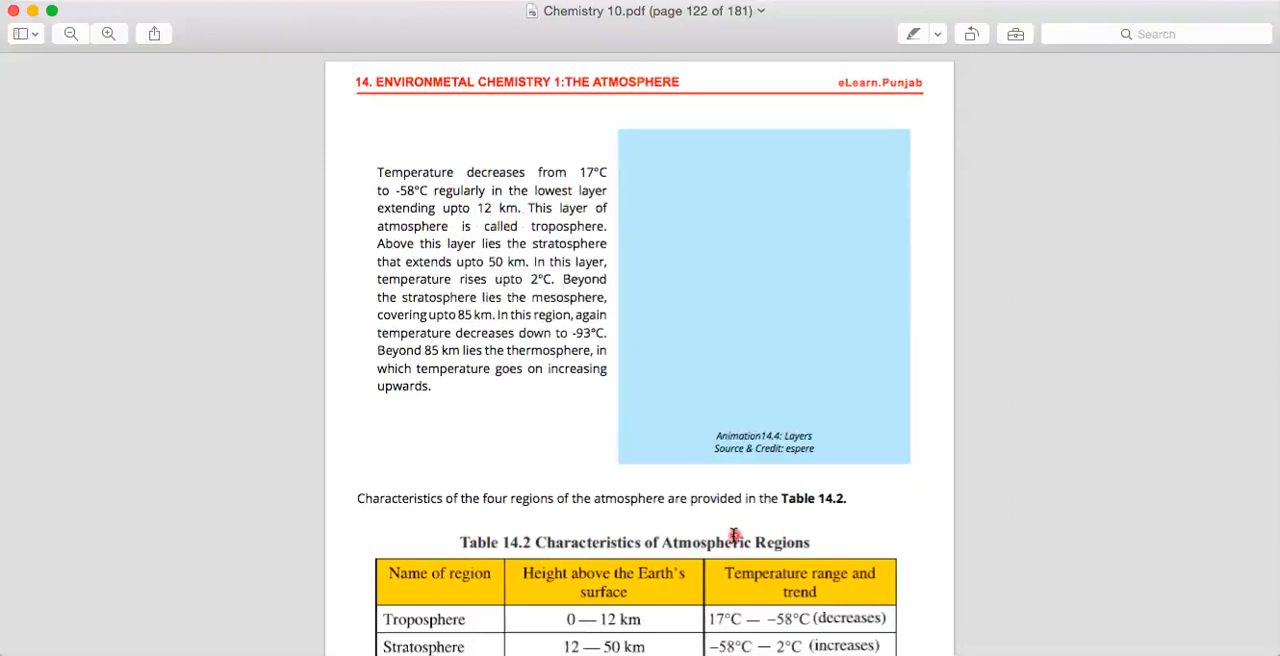 Chemistry 10.pdf (page 122 of 181)
Search
14. ENVIRONMETAL CHEMISTRY 1:THE ATMOSPHERE eLearn.Punjab
Temperature decreases from 17°C
to -58°C regularly in the lowest layer
extending upto 12 km. This layer of
atmosphere is called troposphere.
Above this layer lies the stratosphere
that extends upto 50 km. In this layer,
temperature rises upto 2°C. Beyond
the stratosphere lies the mesosphere,
covering upto 85 km. In this region, again
temperature decreases down to -93°C.
Beyond 85 km lies the thermosphere, in
which temperature goes on increasing
upwards.
Animation14.4: Layers
Source & Credit: espere
Characteristics of the four regions of the atmosphere are provided in the Table 14.2.
Table 14.2 Characteristics of Atmospheric Regions
Name of region Height above the Earth's surface Temperature range and trend
Troposphere 0 — 12 km 17°C — −58°C (decreases)
Stratosphere 12 — 50 km −58°C — 2°C (increases)